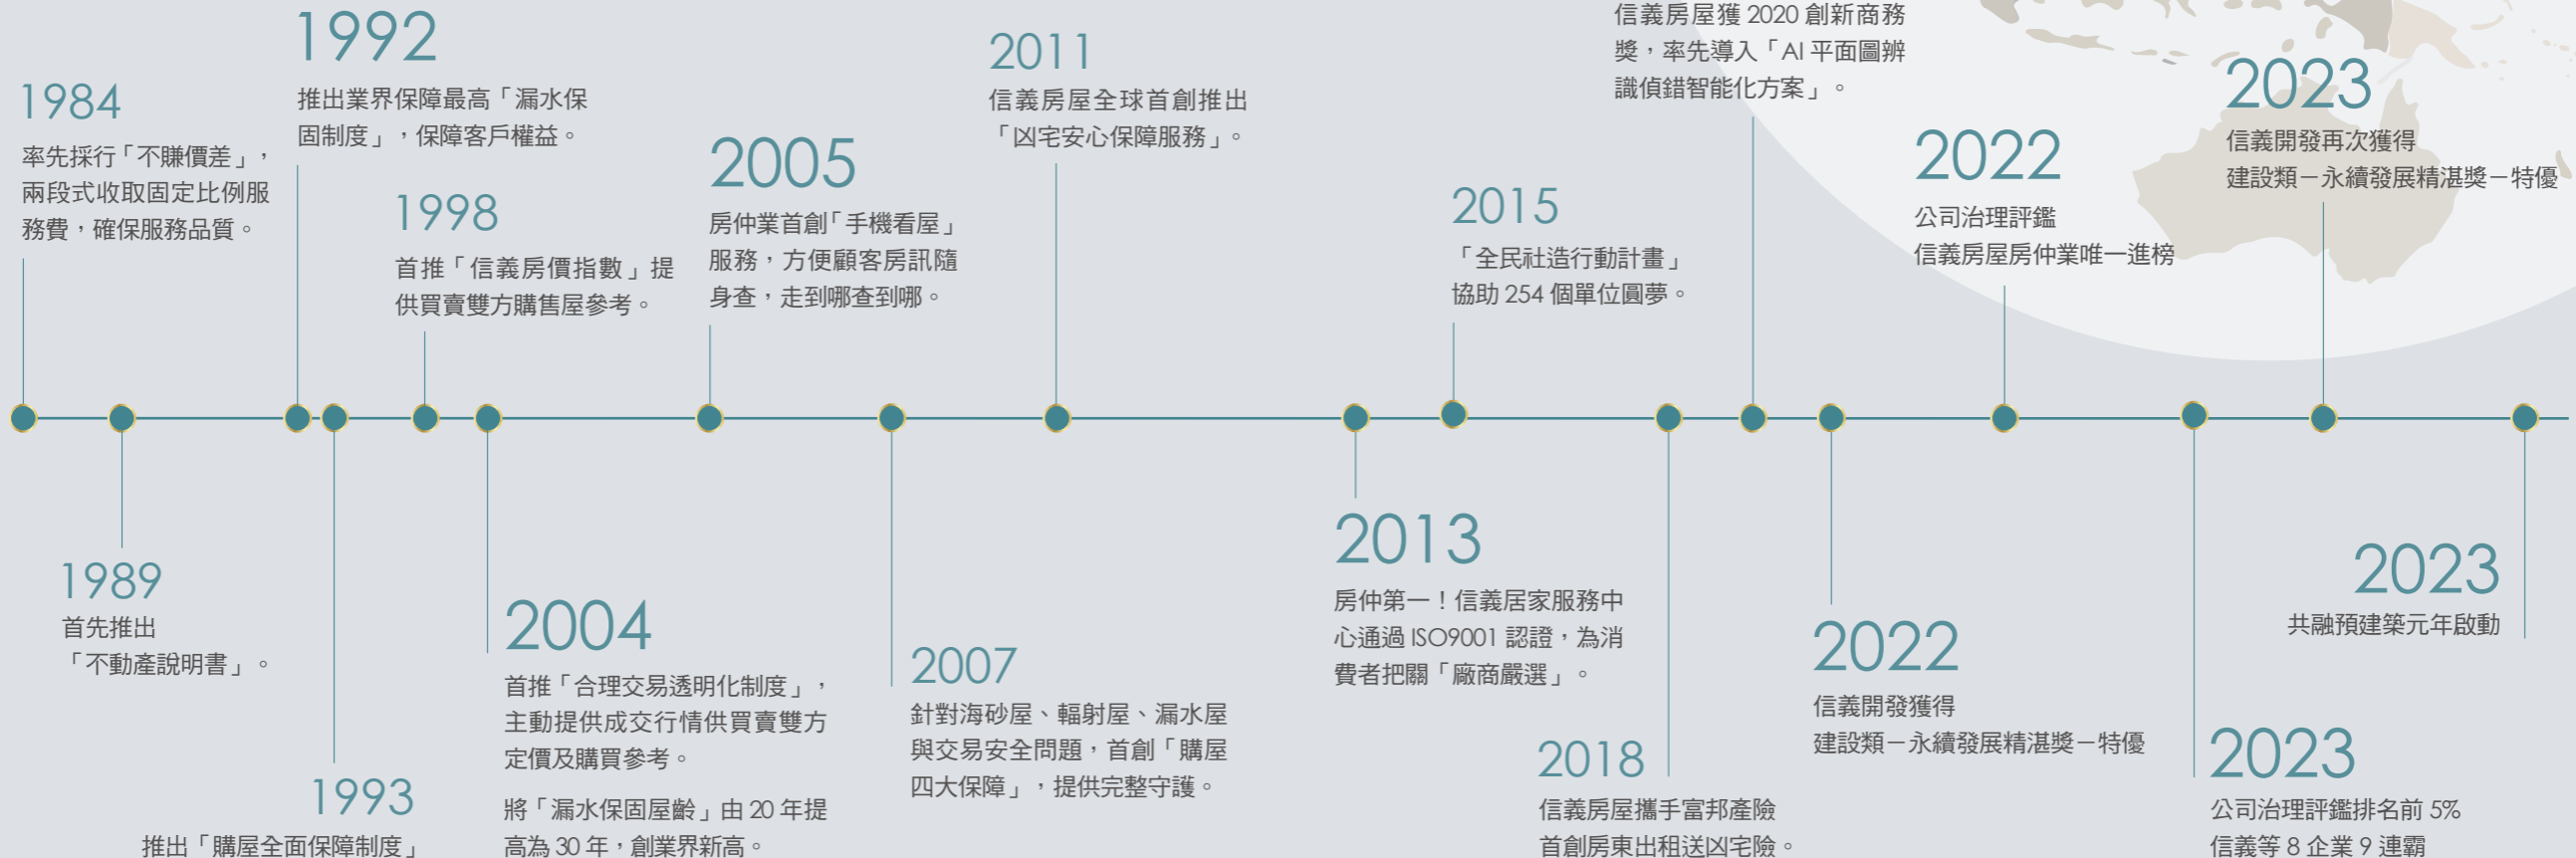 1984
率先採行「不賺價差」，
兩段式收取固定比例服
務費，確保服務品質。
1989
首先推出
「不動產說明書」。
1992
推出業界保障最高「漏水保
固制度」，保障客戶權益。
1993
推出「購屋全面保障制度」
1998
首推「信義房價指數」提
供買賣雙方購售屋參考。
2004
首推「合理交易透明化制度」，
主動提供成交行情供買賣雙方
定價及購買參考。
將「漏水保固屋齡」由 20 年提
高為 30 年，創業界新高。
2005
房仲業首創「手機看屋」
服務，方便顧客房訊隨
身查，走到哪查到哪。
2007
針對海砂屋、輻射屋、漏水屋
與交易安全問題，首創「購屋
四大保障」，提供完整守護。
2011
信義房屋全球首創推出
「凶宅安心保障服務」。
2013
房仲第一！信義居家服務中
心通過 ISO9001 認證，為消
費者把關「廠商嚴選」。
2015
「全民社造行動計畫」
協助 254 個單位圓夢。
2018
信義房屋攜手富邦產險
首創房東出租送凶宅險。
信義房屋獲 2020 創新商務
獎，率先導入「AI 平面圖辨
識偵錯智能化方案」。
2022
信義開發獲得
建設類－永續發展精湛獎－特優
2022
公司治理評鑑
信義房屋房仲業唯一進榜
2023
公司治理評鑑排名前 5%
信義等 8 企業 9 連霸
2023
信義開發再次獲得
建設類－永續發展精湛獎－特優
2023
共融預建築元年啟動